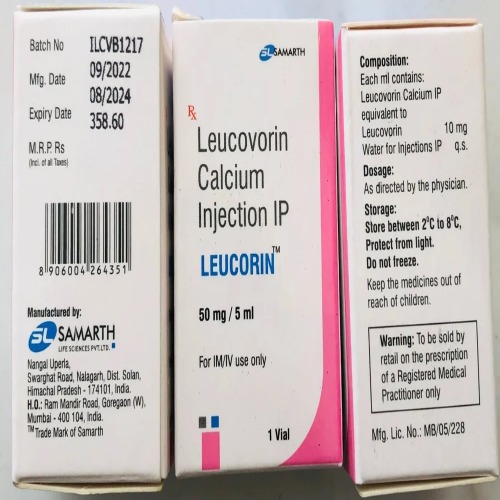 Batch No ILCVB1217
Mfg. Date 09/2022
Expiry Date 08/2024
M.R.P. Rs 358.60
(Incl. of all Taxes)
8 906004 264351
Manufactured by:
SL SAMARTH
LIFE SCIENCES PVT.LTD.
Nangal Uperla,
Swarghat Road, Nalagarh, Dist. Solan,
Himachal Pradesh - 174101, India.
H.O.: Ram Mandir Road, Goregaon (W),
Mumbai - 400 104, India.
™Trade Mark of Samarth
SL SAMARTH
Rx
Leucovorin
Calcium
Injection IP
LEUCORIN™
50 mg / 5 ml
For IM/IV use only
1 Vial
Composition:
Each ml contains:
Leucovorin Calcium IP
equivalent to
Leucovorin 10 mg
Water for Injections IP q.s.
Dosage:
As directed by the physician.
Storage:
Store between 2°C to 8°C,
Protect from light.
Do not freeze.
Keep the medicines out of
reach of children.
Warning: To be sold by
retail on the prescription
of a Registered Medical
Practitioner only
Mfg. Lic. No.: MB/05/228